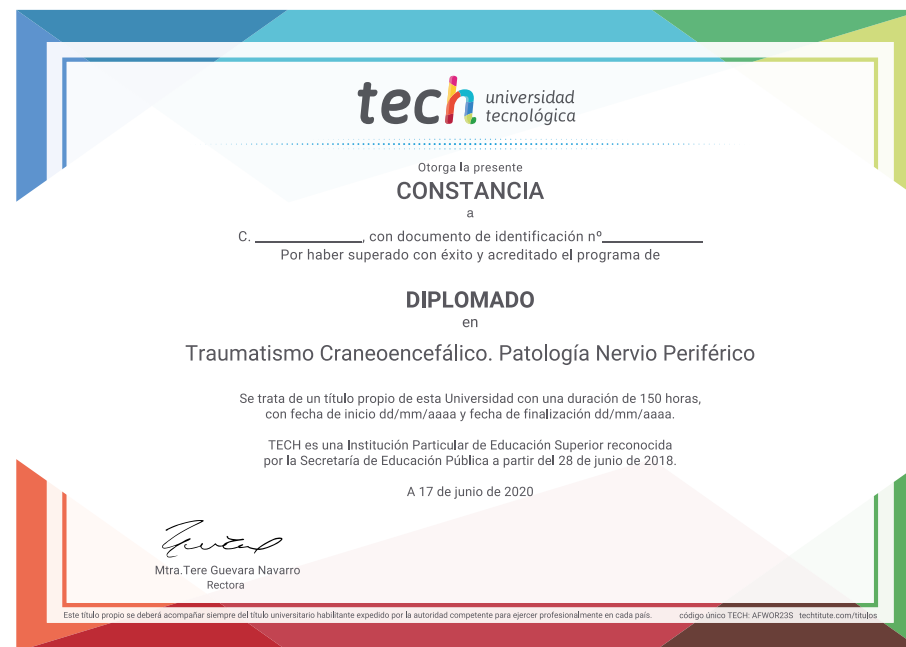 tech universidad
tecnológica
Otorga la presente
CONSTANCIA
a
C. ______________, con documento de identificación nº_____________
Por haber superado con éxito y acreditado el programa de
DIPLOMADO
en
Traumatismo Craneoencefálico. Patología Nervio Periférico
Se trata de un título propio de esta Universidad con una duración de 150 horas,
con fecha de inicio dd/mm/aaaa y fecha de finalización dd/mm/aaaa.
TECH es una Institución Particular de Educación Superior reconocida
por la Secretaría de Educación Pública a partir del 28 de junio de 2018.
A 17 de junio de 2020
Mtra.Tere Guevara Navarro
Rectora
Este título propio se deberá acompañar siempre del título universitario habilitante expedido por la autoridad competente para ejercer profesionalmente en cada país. código único TECH: AFWOR23S techtitute.com/titulos